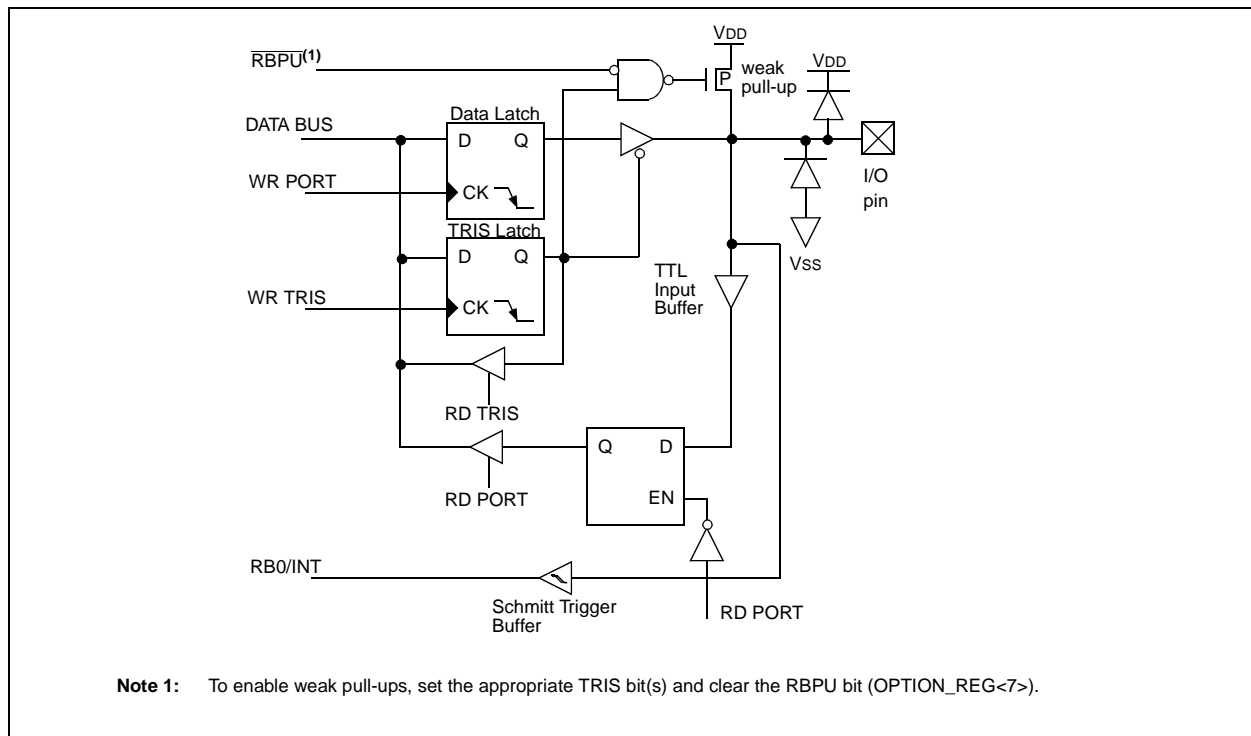 VDD
RBPU(1)
P
weak
pull-up
VDD
Data Latch
DATA BUS
D Q
WR PORT
CK
I/O
pin
TRIS Latch
D Q
VSS
TTL
Input
Buffer
WR TRIS
CK
RD TRIS
Q D
RD PORT
EN
RB0/INT
Schmitt Trigger
Buffer
RD PORT
Note 1: To enable weak pull-ups, set the appropriate TRIS bit(s) and clear the RBPU bit (OPTION_REG<7>).